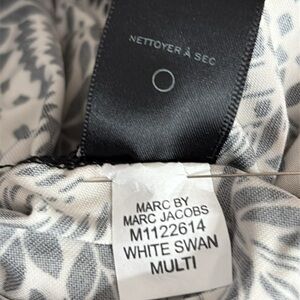 NETTOYER À SEC
MARC BY
MARC JACOBS
M1122614
WHITE SWAN
MULTI